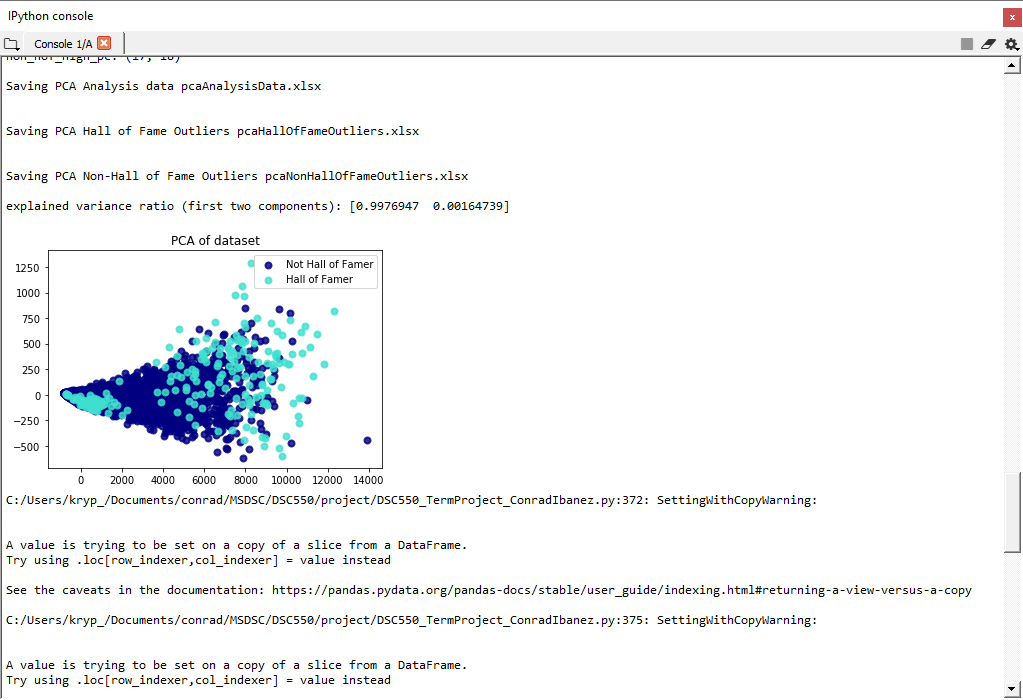 IPython console
x
Console 1/A
Saving PCA Analysis data pcaAnalysisData.xlsx
Saving PCA Hall of Fame Outliers pcaHallOfFameOutliers.xlsx
Saving PCA Non-Hall of Fame Outliers pcaNonHallOfFameOutliers.xlsx
explained variance ratio (first two components): [0.9976947  0.00164739]
PCA of dataset
Not Hall of Famer
Hall of Famer
1250
1000
750
500
250
0
−250
−500
0 2000 4000 6000 8000 10000 12000 14000
C:/Users/kryp_/Documents/conrad/MSDSC/DSC550/project/DSC550_TermProject_ConradIbanez.py:372: SettingWithCopyWarning:
A value is trying to be set on a copy of a slice from a DataFrame.
Try using .loc[row_indexer,col_indexer] = value instead
See the caveats in the documentation: https://pandas.pydata.org/pandas-docs/stable/user_guide/indexing.html#returning-a-view-versus-a-copy
C:/Users/kryp_/Documents/conrad/MSDSC/DSC550/project/DSC550_TermProject_ConradIbanez.py:375: SettingWithCopyWarning:
A value is trying to be set on a copy of a slice from a DataFrame.
Try using .loc[row_indexer,col_indexer] = value instead